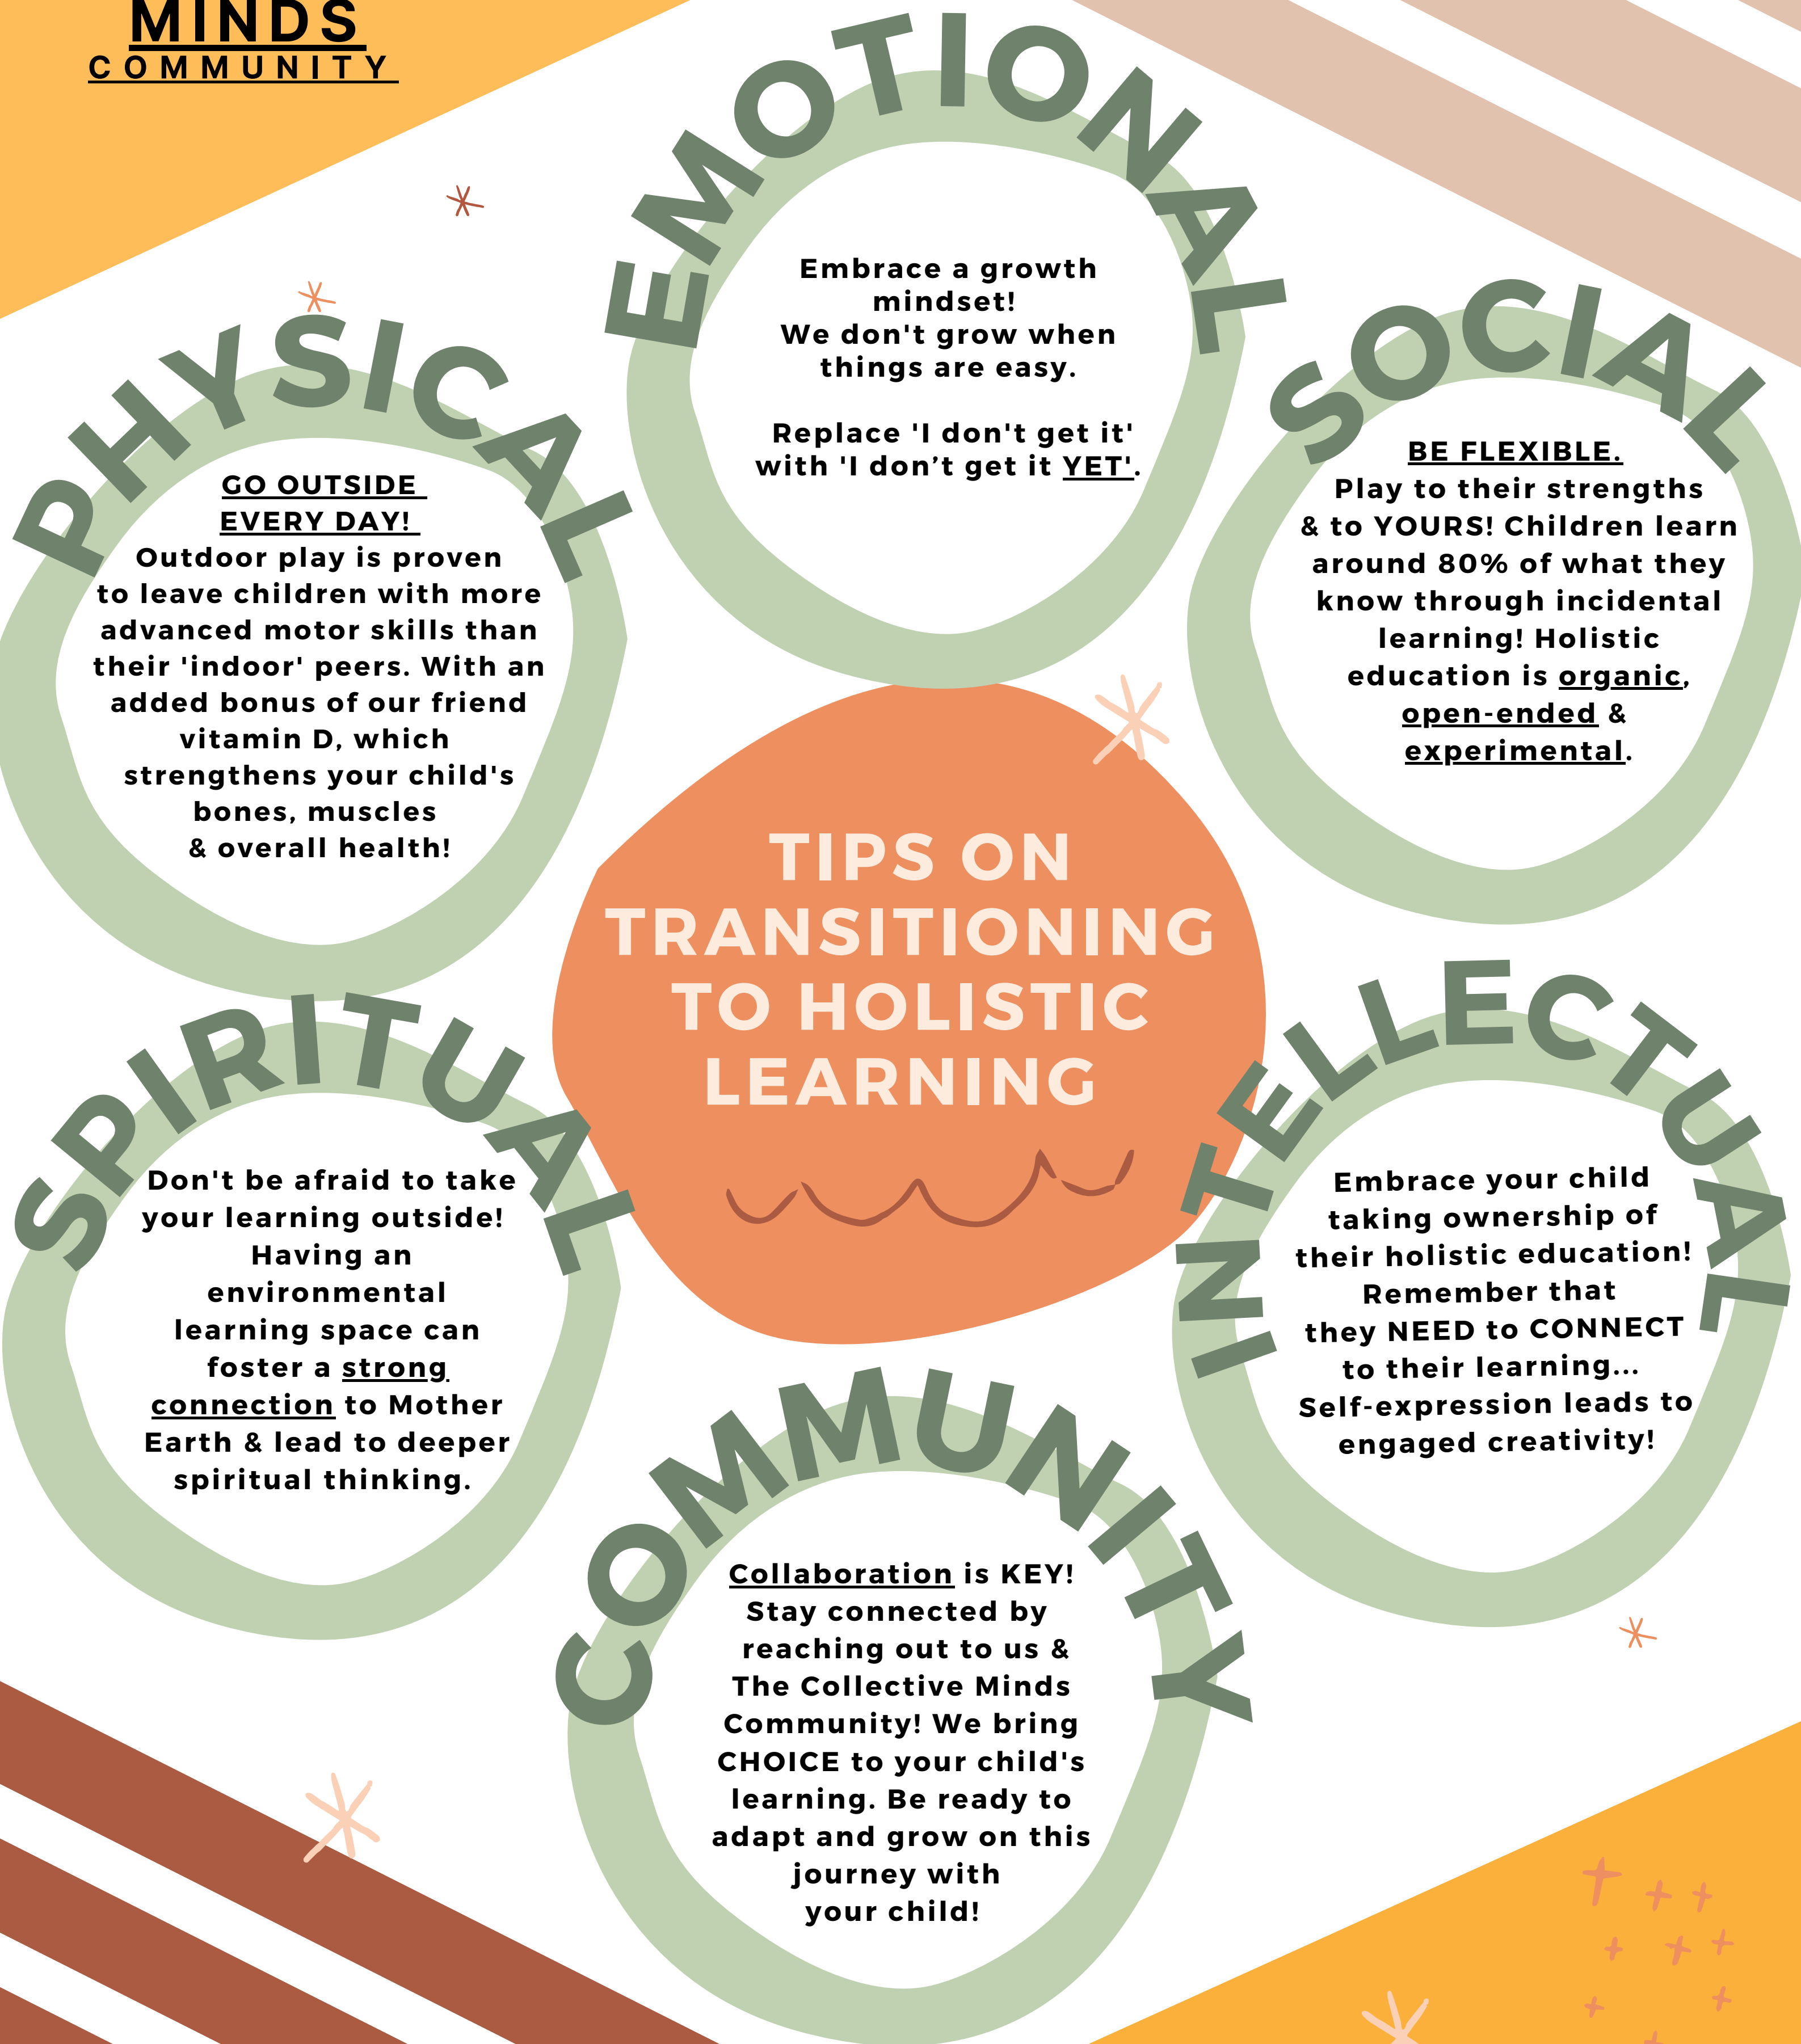 MINDS
COMMUNITY
EMOTIONAL
Embrace a growth
mindset!
We don't grow when
things are easy.
Replace 'I don't get it'
with 'I don’t get it YET'.
PHYSICAL
GO OUTSIDE
EVERY DAY!
Outdoor play is proven
to leave children with more
advanced motor skills than
their 'indoor' peers. With an
added bonus of our friend
vitamin D, which
strengthens your child's
bones, muscles
& overall health!
SOCIAL
BE FLEXIBLE.
Play to their strengths
& to YOURS! Children learn
around 80% of what they
know through incidental
learning! Holistic
education is organic,
open-ended &
experimental.
TIPS ON
TRANSITIONING
TO HOLISTIC
LEARNING
SPIRITUAL
Don't be afraid to take
your learning outside!
Having an
environmental
learning space can
foster a strong
connection to Mother
Earth & lead to deeper
spiritual thinking.
INTELLECTUAL
Embrace your child
taking ownership of
their holistic education!
Remember that
they NEED to CONNECT
to their learning...
Self-expression leads to
engaged creativity!
COMMUNITY
Collaboration is KEY!
Stay connected by
reaching out to us &
The Collective Minds
Community! We bring
CHOICE to your child's
learning. Be ready to
adapt and grow on this
journey with
your child!